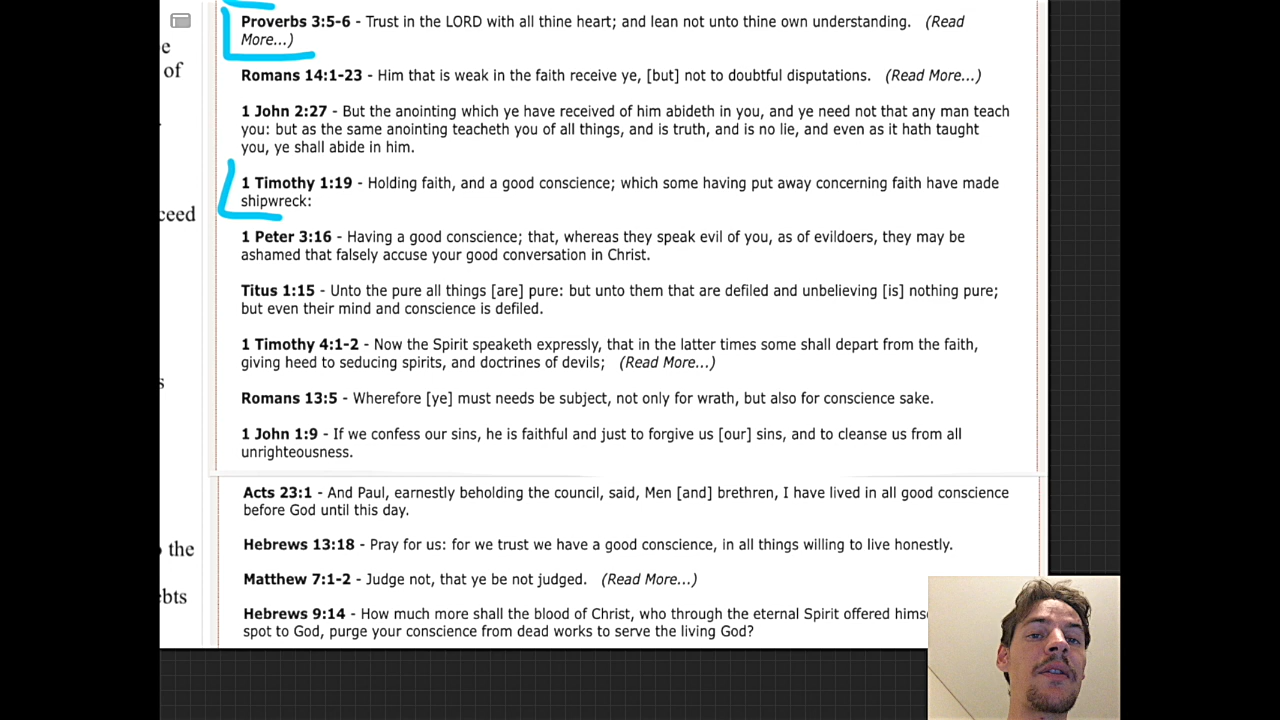 e
of
ceed
s
the
ebts
Proverbs 3:5-6 - Trust in the LORD with all thine heart; and lean not unto thine own understanding. (Read
More...)
Romans 14:1-23 - Him that is weak in the faith receive ye, [but] not to doubtful disputations. (Read More...)
1 John 2:27 - But the anointing which ye have received of him abideth in you, and ye need not that any man teach
you: but as the same anointing teacheth you of all things, and is truth, and is no lie, and even as it hath taught
you, ye shall abide in him.
1 Timothy 1:19 - Holding faith, and a good conscience; which some having put away concerning faith have made
shipwreck:
1 Peter 3:16 - Having a good conscience; that, whereas they speak evil of you, as of evildoers, they may be
ashamed that falsely accuse your good conversation in Christ.
Titus 1:15 - Unto the pure all things [are] pure: but unto them that are defiled and unbelieving [is] nothing pure;
but even their mind and conscience is defiled.
1 Timothy 4:1-2 - Now the Spirit speaketh expressly, that in the latter times some shall depart from the faith,
giving heed to seducing spirits, and doctrines of devils; (Read More...)
Romans 13:5 - Wherefore [ye] must needs be subject, not only for wrath, but also for conscience sake.
1 John 1:9 - If we confess our sins, he is faithful and just to forgive us [our] sins, and to cleanse us from all
unrighteousness.
Acts 23:1 - And Paul, earnestly beholding the council, said, Men [and] brethren, I have lived in all good conscience
before God until this day.
Hebrews 13:18 - Pray for us: for we trust we have a good conscience, in all things willing to live honestly.
Matthew 7:1-2 - Judge not, that ye be not judged. (Read More...)
Hebrews 9:14 - How much more shall the blood of Christ, who through the eternal Spirit offered
spot to God, purge your conscience from dead works to serve the living God?